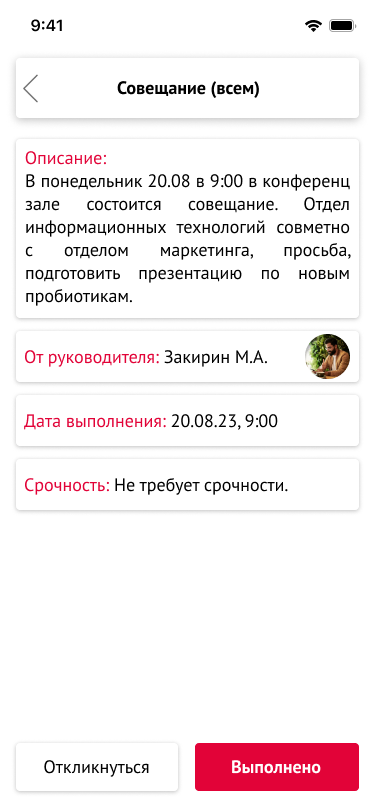 9:41
Совещание (всем)
Описание:
В понедельник 20.08 в 9:00 в конференц
зале состоится совещание. Отдел
информационных технологий совметно
с отделом маркетинга, просьба,
подготовить презентацию по новым
пробиотикам.
От руководителя: Закирин М.А.
Дата выполнения: 20.08.23, 9:00
Срочность: Не требует срочности.
Откликнуться Выполнено